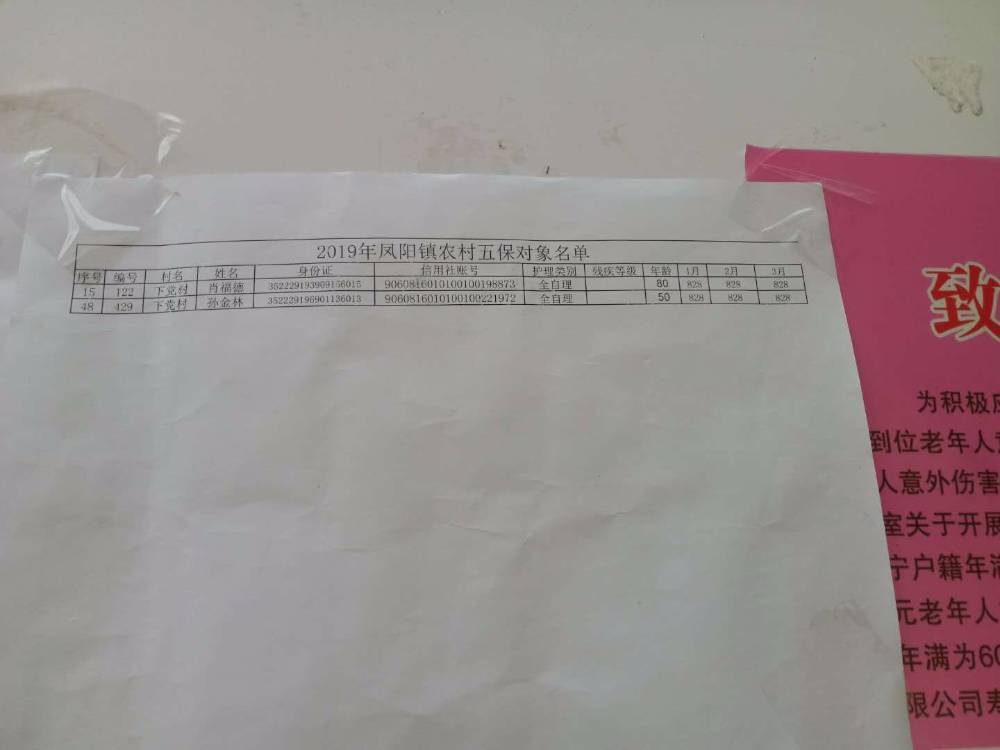 2019年凤阳镇农村五保对象名单
序号 编号 村名 姓名 身份证 信用社账号 护理类别 残疾等级 年龄 1月 2月 3月
15 122 下党村 肖福德 352229193909156015 9060816010100100198873 全自理 80 828 828 828
48 429 下党村 孙金林 352229196901136013 9060816010100100221972 全自理 50 828 828 828
致
为积极应
到位老年人意
人意外伤害
室关于开展
宁户籍年满
元老年人
年满为60
限公司寿